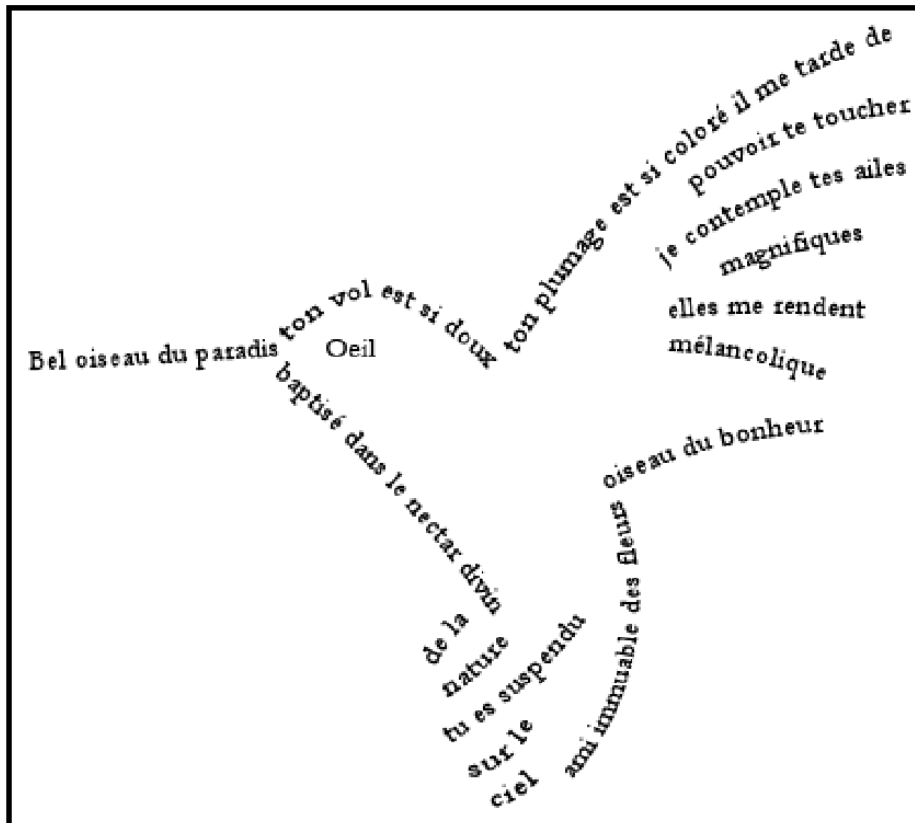 Bel oiseau du paradis
ton vol est si doux
Oeil
ton plumage est si coloré il me tarde de
pouvoir te toucher
je contemple tes ailes
magnifiques
elles me rendent
mélancolique
oiseau du bonheur
baptisé dans le nectar divin
de la
nature
tu es suspendu
sur le
ciel
ami immuable des fleurs